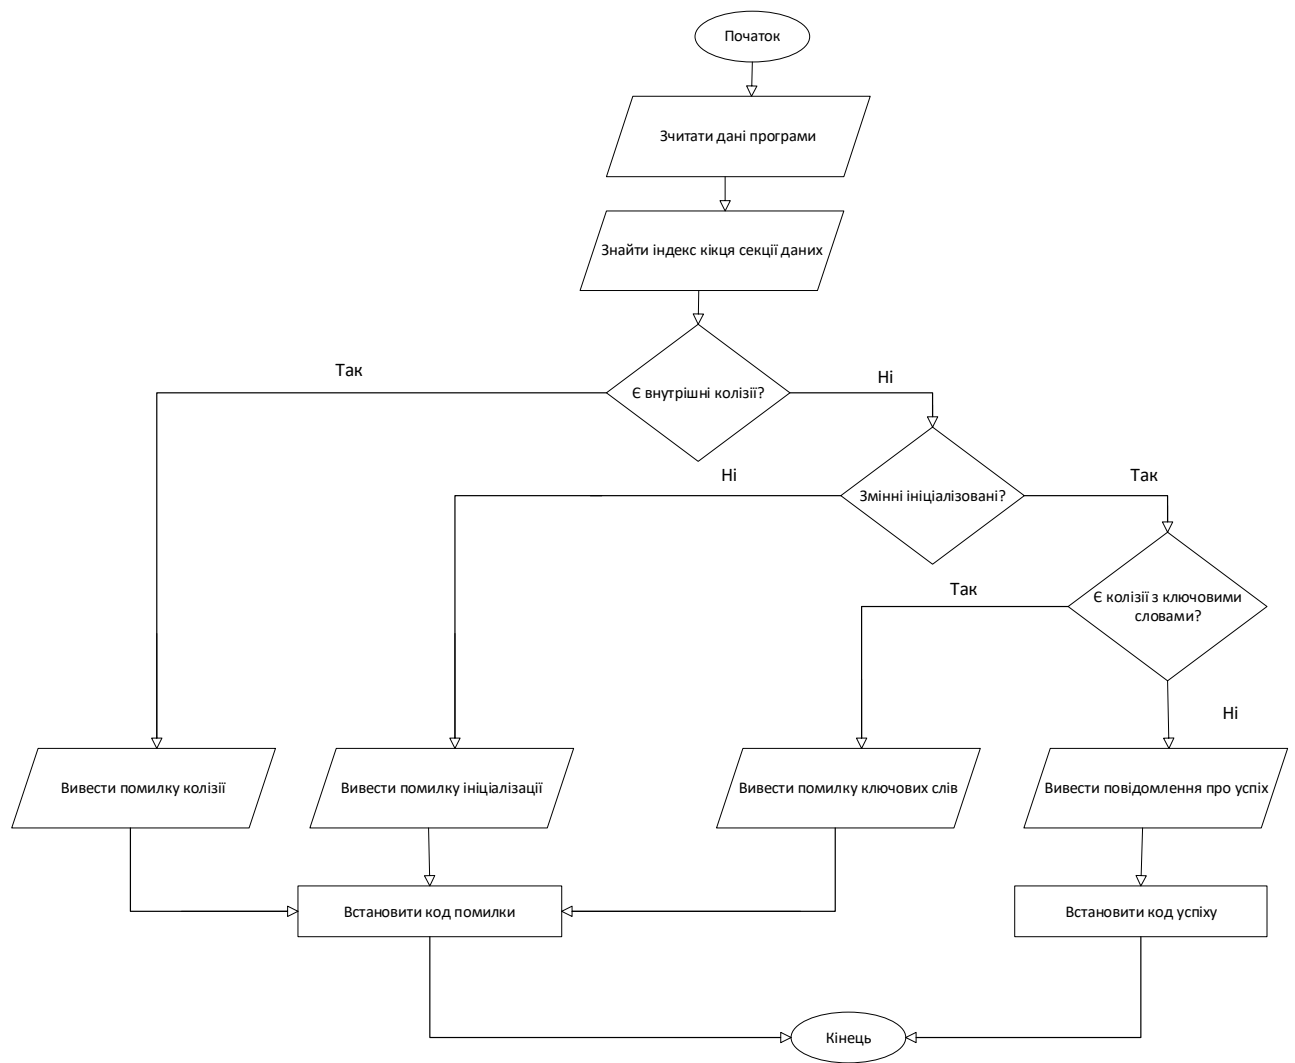 Початок
Зчитати дані програми
Знайти індекс кікця секції даних
Так
Є внутрішні колізії?
Ні
Ні
Змінні ініціалізовані?
Так
Так
Є колізії з ключовими
словами?
Ні
Вивести помилку колізії
Вивести помилку ініціалізації
Вивести помилку ключових слів
Вивести повідомлення про успіх
Встановити код помилки
Встановити код успіху
Кінець